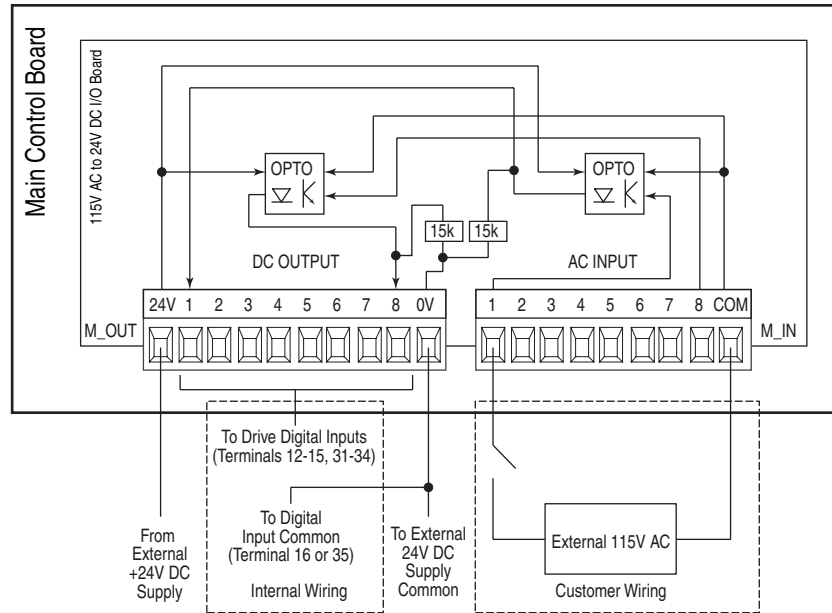 Main Control Board
115V AC to 24V DC I/O Board
OPTO
OPTO
15k
15k
DC OUTPUT
AC INPUT
24V 1 2 3 4 5 6 7 8 0V
1 2 3 4 5 6 7 8 COM
M_OUT
M_IN
To Drive Digital Inputs
(Terminals 12-15, 31-34)
From
External
+24V DC
Supply
To Digital
Input Common
(Terminal 16 or 35)
Internal Wiring
To External
24V DC
Supply
Common
External 115V AC
Customer Wiring